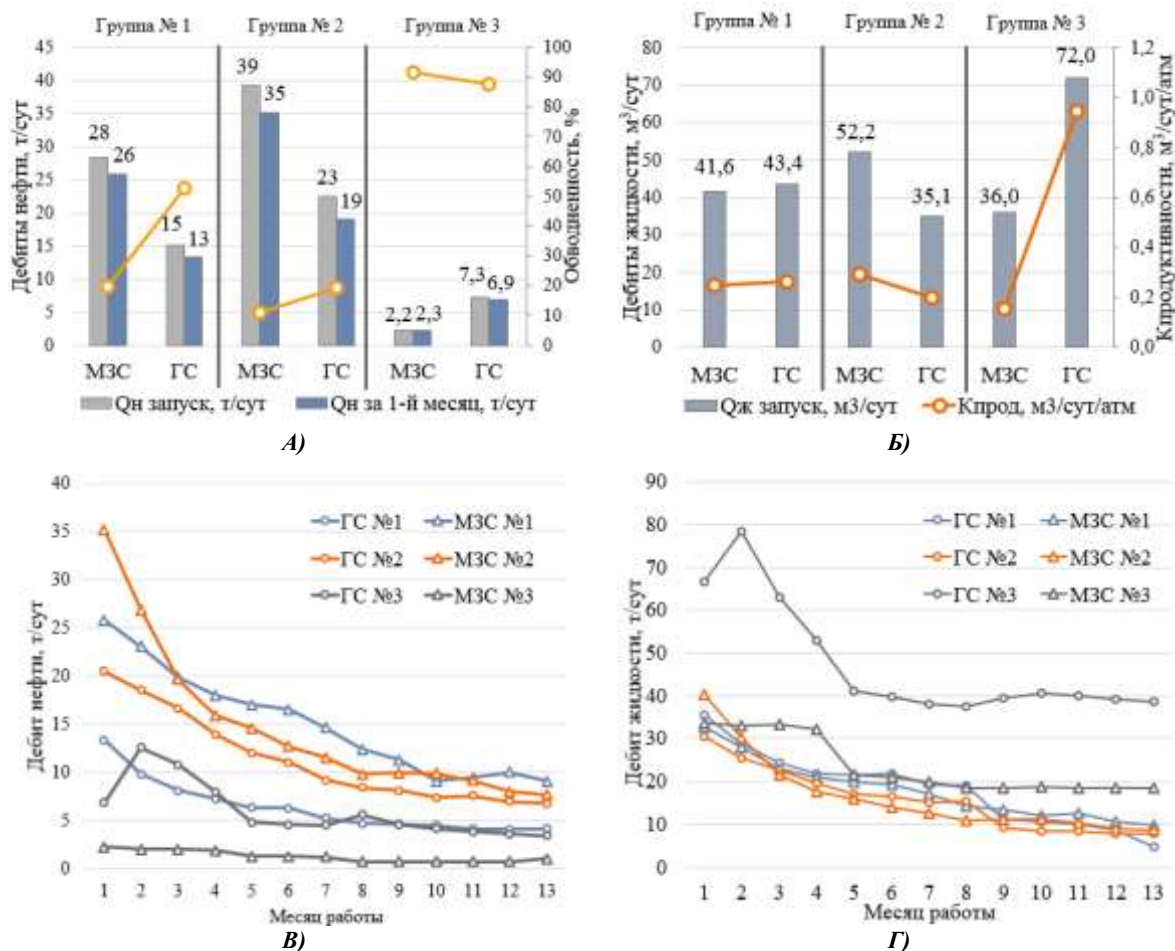 Группа № 1 Группа № 2 Группа № 3
Дебиты нефти, т/сут
45
40
35
30
25
20
15
10
5
0
28
26
15
13
39
35
23
19
2,2
2,3
7,3
6,9
100
90
80
70
60
50
40
30
20
10
0
Обводненность, %
МЗС ГС МЗС ГС МЗС ГС
Qн запуск, т/сут Qн за 1-й месяц, т/сут
А)
Группа № 1 Группа № 2 Группа № 3
Дебиты жидкости, м³/сут
80
70
60
50
40
30
20
10
0
41,6
43,4
52,2
35,1
36,0
72,0
1,2
1,0
0,8
0,6
0,4
0,2
0,0
Кпродуктивности, м³/сут/атм
МЗС ГС МЗС ГС МЗС ГС
Qж запуск, м3/сут Кпрод, м3/сут/атм
Б)
Дебит нефти, т/сут
40
35
30
25
20
15
10
5
0
ГС №1 МЗС №1
ГС №2 МЗС №2
ГС №3 МЗС №3
1 2 3 4 5 6 7 8 9 10 11 12 13
Месяц работы
В)
Дебит жидкости, т/сут
90
80
70
60
50
40
30
20
10
0
ГС №1 МЗС №1
ГС №2 МЗС №2
ГС №3 МЗС №3
1 2 3 4 5 6 7 8 9 10 11 12 13
Месяц работы
Г)